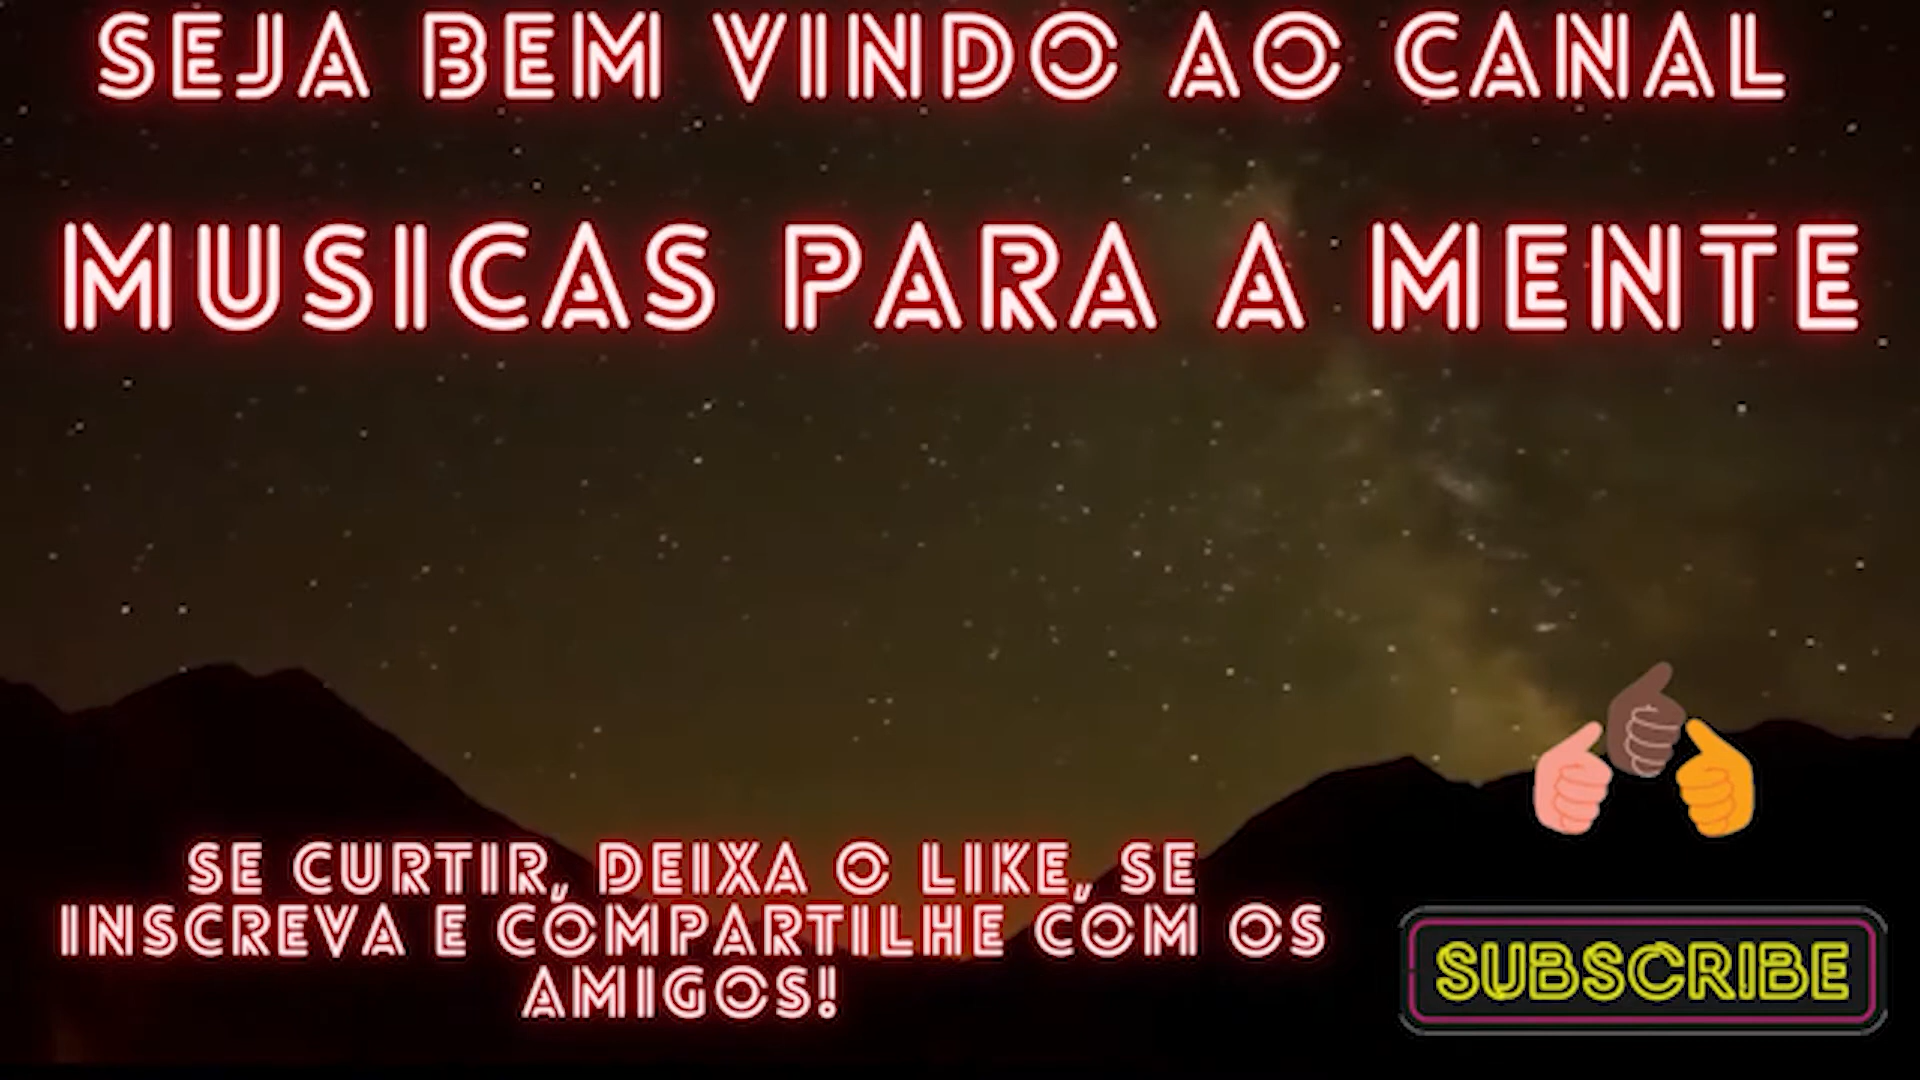 SEJA BEM VINDO AO CANAL
MUSICAS PARA A MENTE
SE CURTIR, DEIXA O LIKE, SE
INSCREVA E COMPARTILHE COM OS
AMIGOS!
SUBSCRIBE